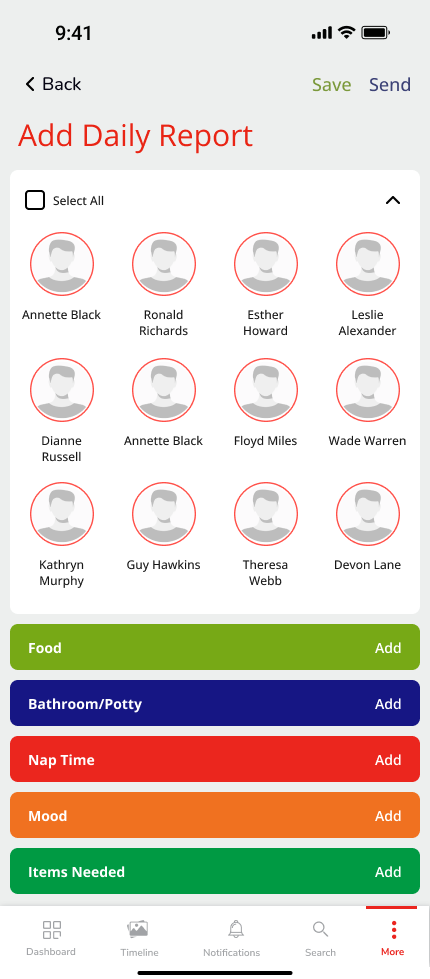 9:41
Back
Save Send
Add Daily Report
Select All
Annette Black
Ronald
Richards
Esther
Howard
Leslie
Alexander
Dianne
Russell
Annette Black
Floyd Miles
Wade Warren
Kathryn
Murphy
Guy Hawkins
Theresa
Webb
Devon Lane
Food Add
Bathroom/Potty Add
Nap Time Add
Mood Add
Items Needed Add
Dashboard Timeline Notifications Search More